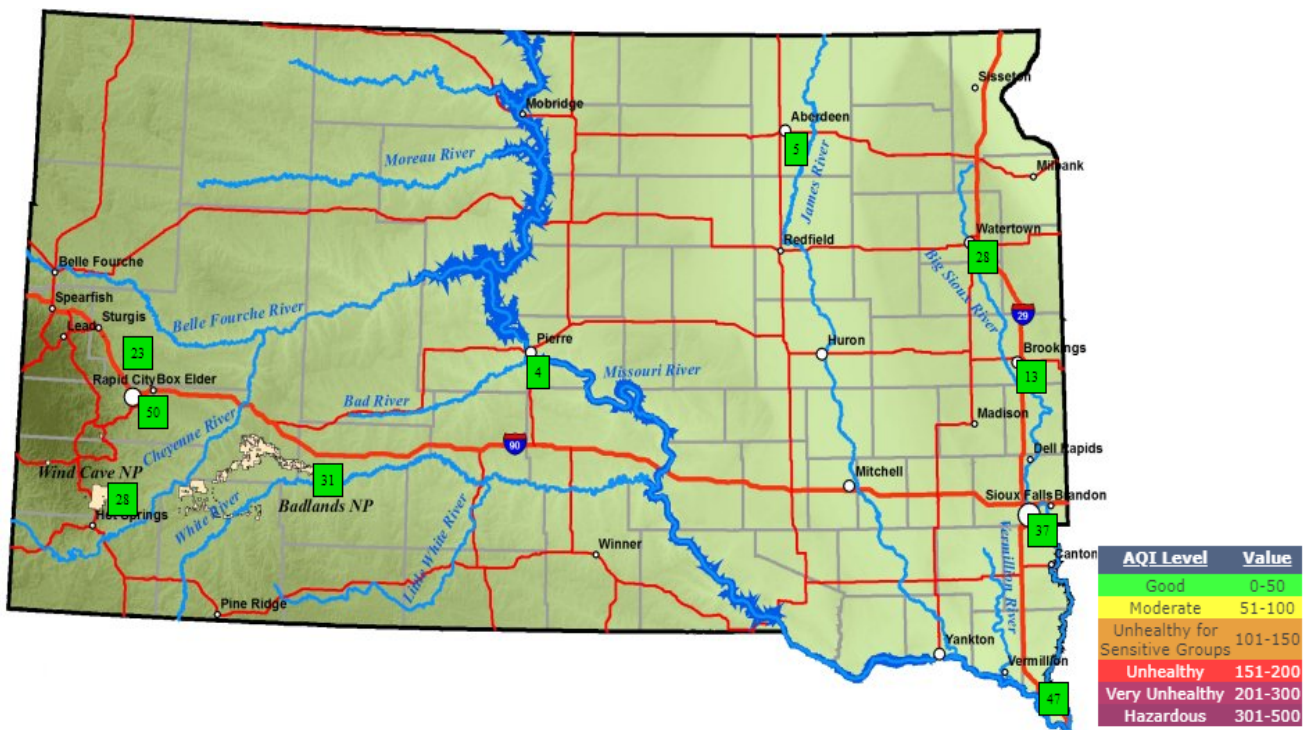 Sisseton
Mobridge
Aberdeen
5
Moreau River
James River
Milbank
Watertown
28
Redfield
Big Sioux River
Belle Fourche
Spearfish
Lead
Sturgis
Belle Fourche River
29
23
Pierre
4
Huron
Brookings
13
Missouri River
Rapid City
Box Elder
50
Bad River
Madison
Cheyenne River
90
Dell Rapids
Wind Cave NP
28
31
Badlands NP
Mitchell
Hot Springs
White River
Little White River
Sioux Falls
Brandon
37
Vermillion River
Winner
Canton
Pine Ridge
Yankton
Vermillion
47
AQI Level Value
Good 0-50
Moderate 51-100
Unhealthy for
Sensitive Groups 101-150
Unhealthy 151-200
Very Unhealthy 201-300
Hazardous 301-500